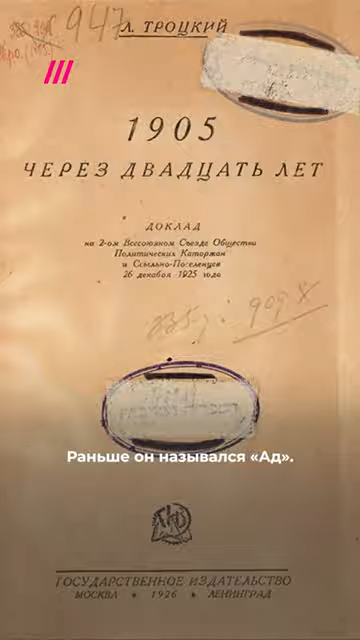 947
Л. ТРОЦКИЙ
1905
ЧЕРЕЗ ДВАДЦАТЬ ЛЕТ
ДОКЛАД
на 2-ом Всесоюзном Съезде Общества
Политических Каторжан
и Ссыльно-Поселенцев
26 декабря 1925 года
Раньше он назывался «Ад».
ГОСУДАРСТВЕННОЕ ИЗДАТЕЛЬСТВО
МОСКВА * 1926 * ЛЕНИНГРАД